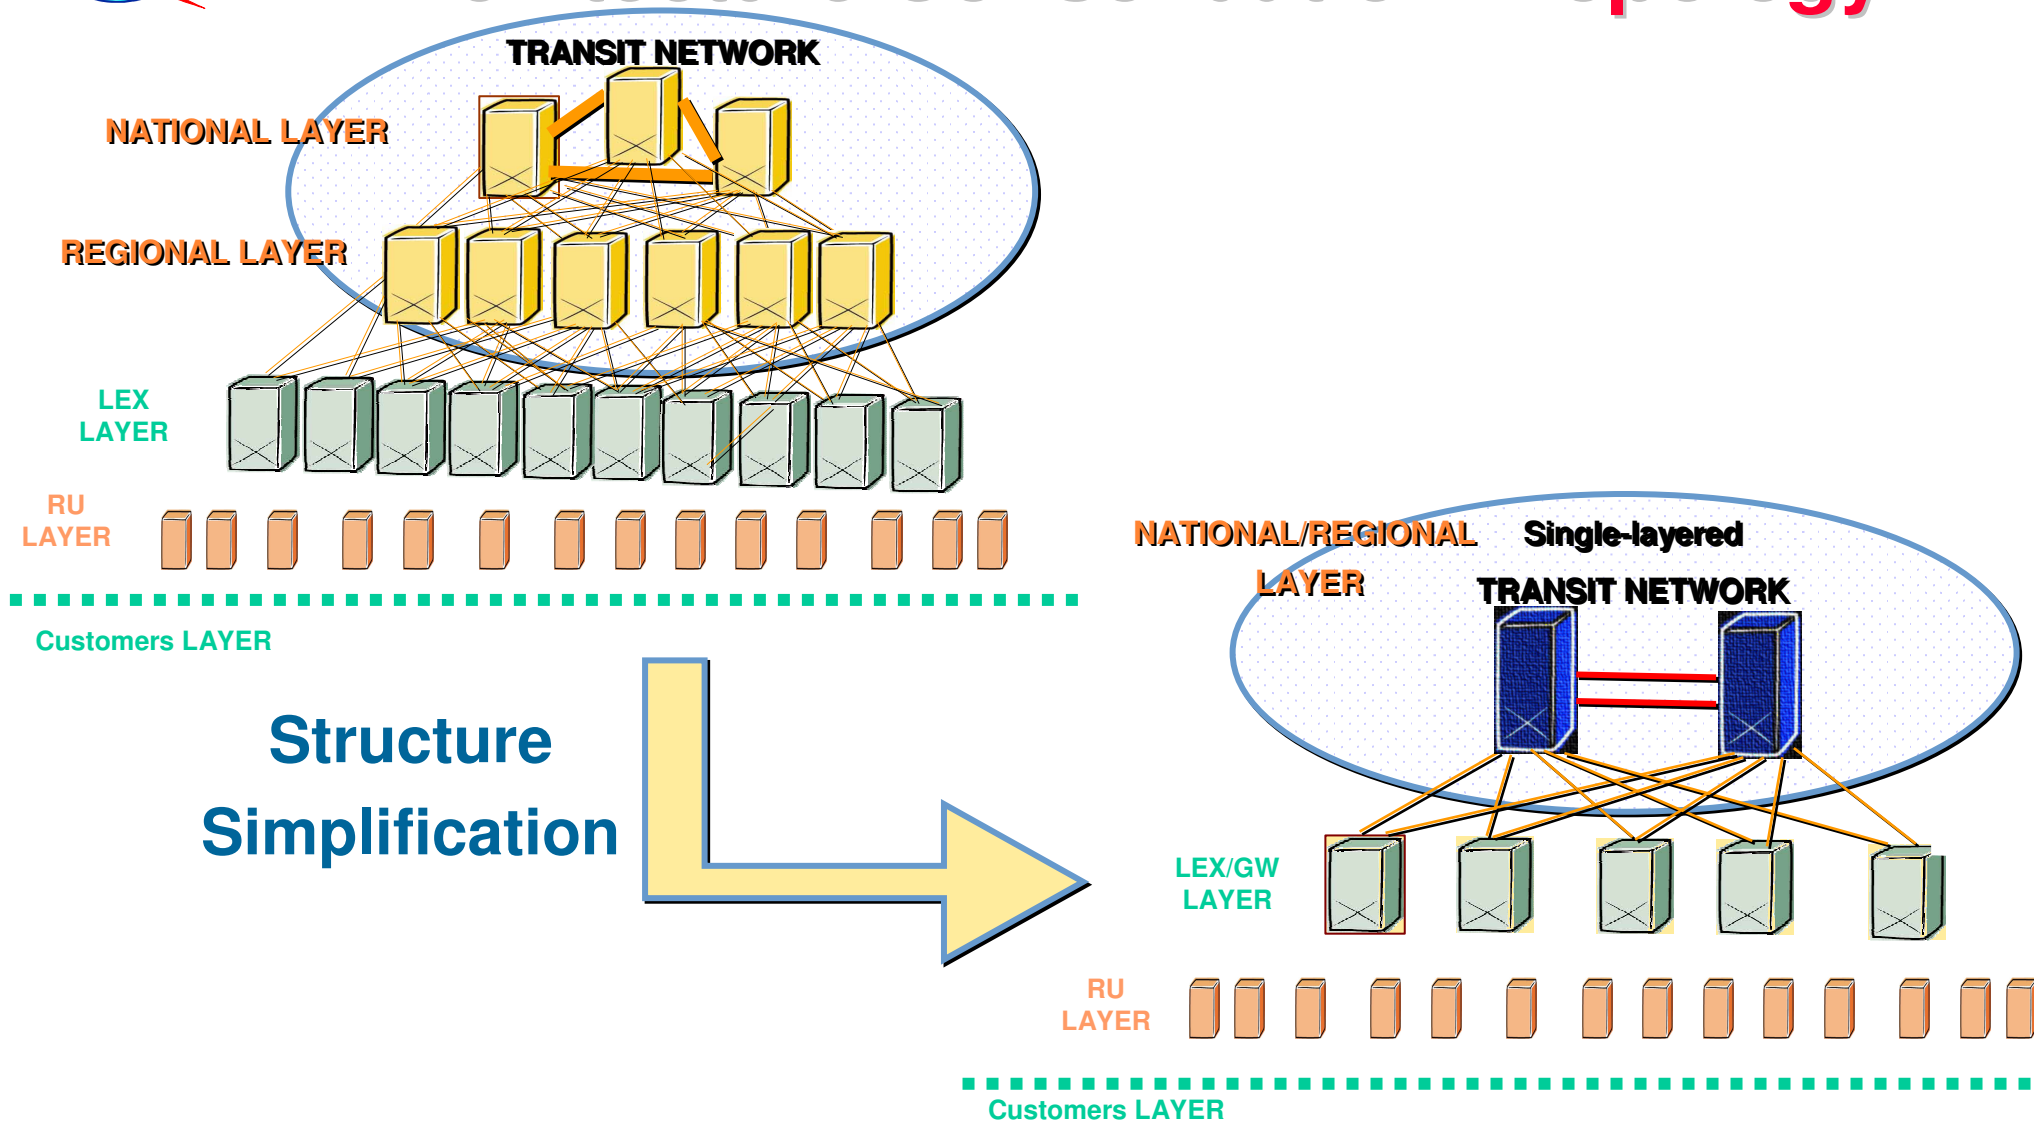 TRANSIT NETWORK
NATIONAL LAYER
REGIONAL LAYER
LEX
LAYER
RU
LAYER
Customers LAYER
Structure
Simplification
NATIONAL/REGIONAL
LAYER
Single-layered
TRANSIT NETWORK
LEX/GW
LAYER
RU
LAYER
Customers LAYER